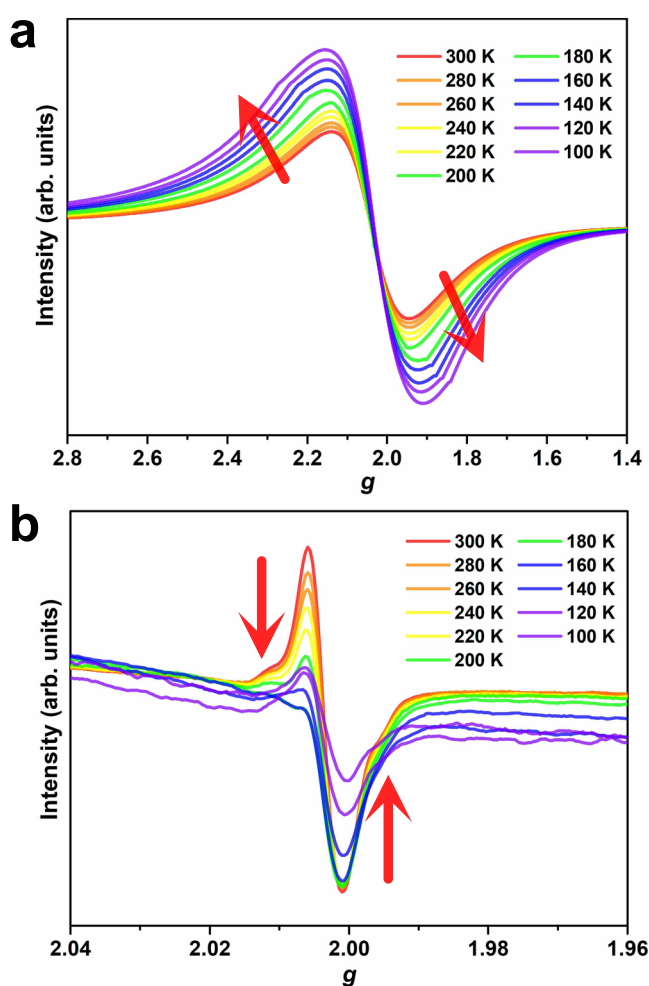 a
300 K 180 K
280 K 160 K
260 K 140 K
240 K 120 K
220 K 100 K
200 K
Intensity (arb. units)
2.8 2.6 2.4 2.2 2.0 1.8 1.6 1.4
g
b
300 K 180 K
280 K 160 K
260 K 140 K
240 K 120 K
220 K 100 K
200 K
Intensity (arb. units)
2.04 2.02 2.00 1.98 1.96
g